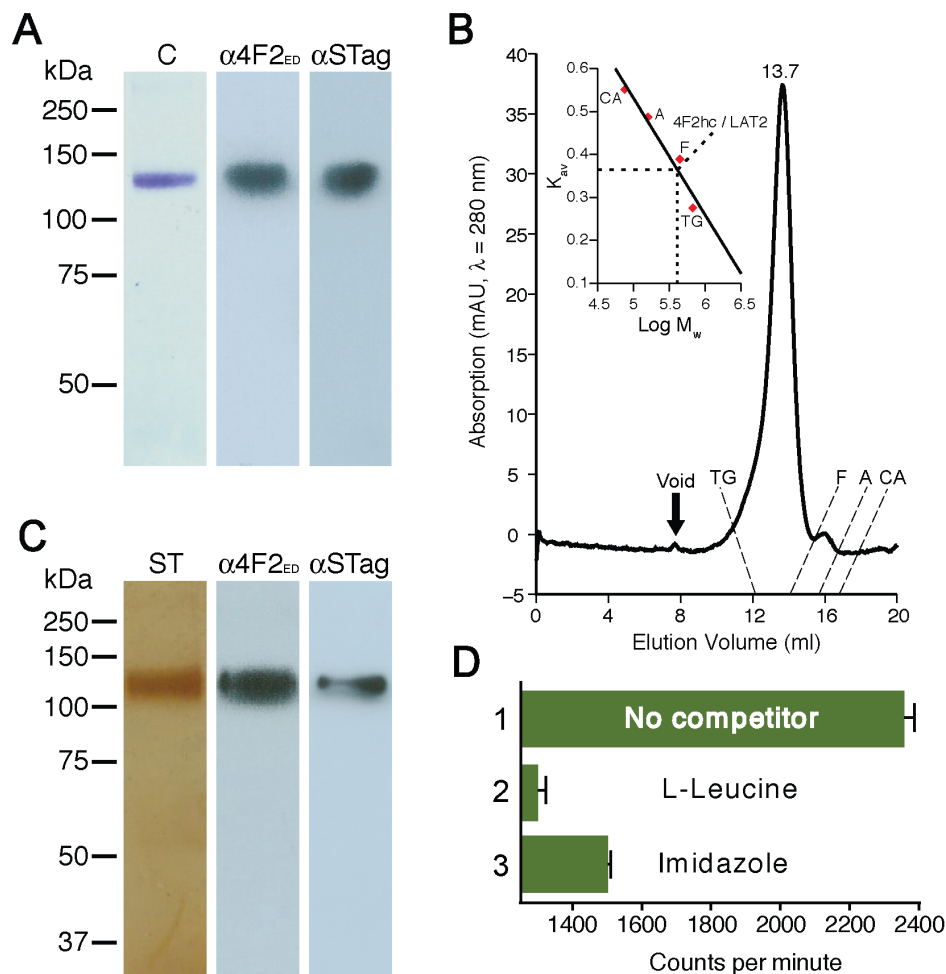 A
C α4F2ED αSTag
kDa
250
150
100
75
50
B
Absorption (mAU, λ = 280 nm)
40
35
30
25
20
15
10
5
0
−5
0 4 8 12 16 20
Elution Volume (ml)
13.7
Void
TG F A CA
Kav
0.6
0.5
0.4
0.3
0.2
0.1
4.5 5 5.5 6 6.5
Log Mw
CA
A
F
TG
4F2hc / LAT2
C
ST α4F2ED αSTag
kDa
250
150
100
75
50
37
D
1 No competitor
2 L-Leucine
3 Imidazole
1400 1600 1800 2000 2200 2400
Counts per minute